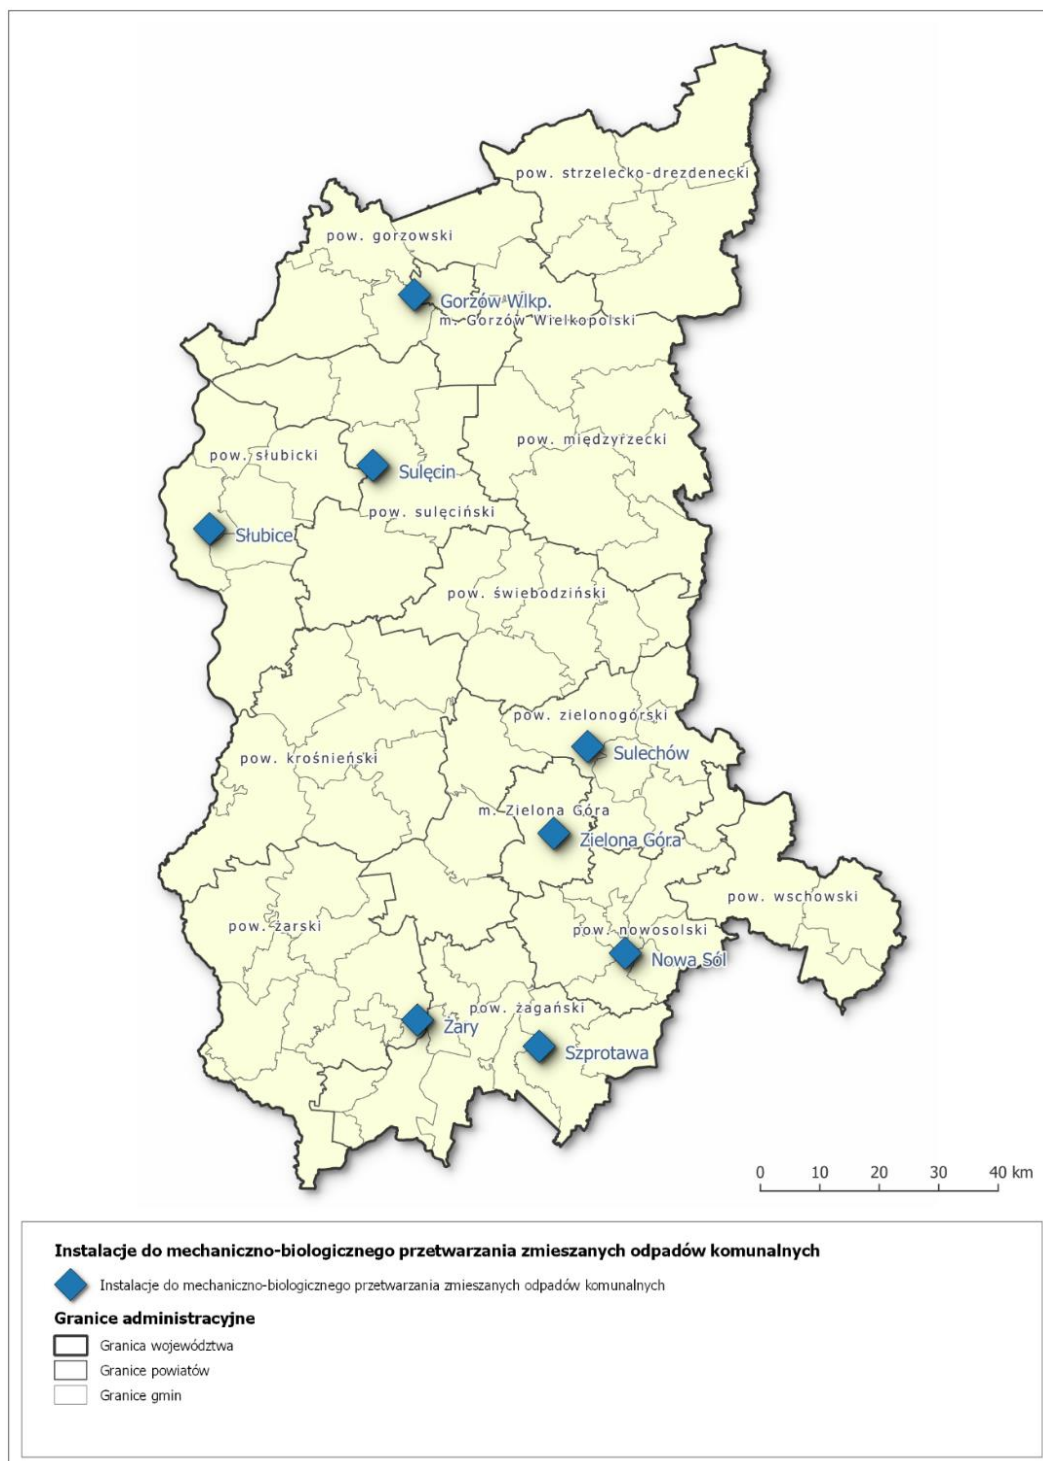 pow. strzelecko-drezdenecki
pow. gorzowski
Gorzów Wlkp.
m. Gorzów Wielkopolski
pow. międzyrzecki
pow. słubicki
Sulęcin
pow. sulęciński
Słubice
pow. świebodziński
pow. zielonogórski
Sulechów
pow. krośnieński
m. Zielona Góra
Zielona Góra
pow. wschowski
pow. żarski
pow. nowosolski
Nowa Sól
pow. żagański
Żary
Szprotawa
0 10 20 30 40 km
Instalacje do mechaniczno-biologicznego przetwarzania zmieszanych odpadów komunalnych
Instalacje do mechaniczno-biologicznego przetwarzania zmieszanych odpadów komunalnych
Granice administracyjne
Granica województwa
Granice powiatów
Granice gmin